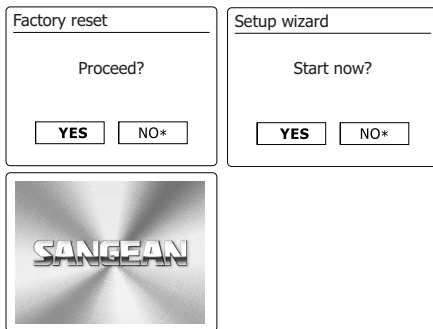 Factory reset
Proceed?
YES NO*
Setup wizard
Start now?
YES NO*
SANGEAN